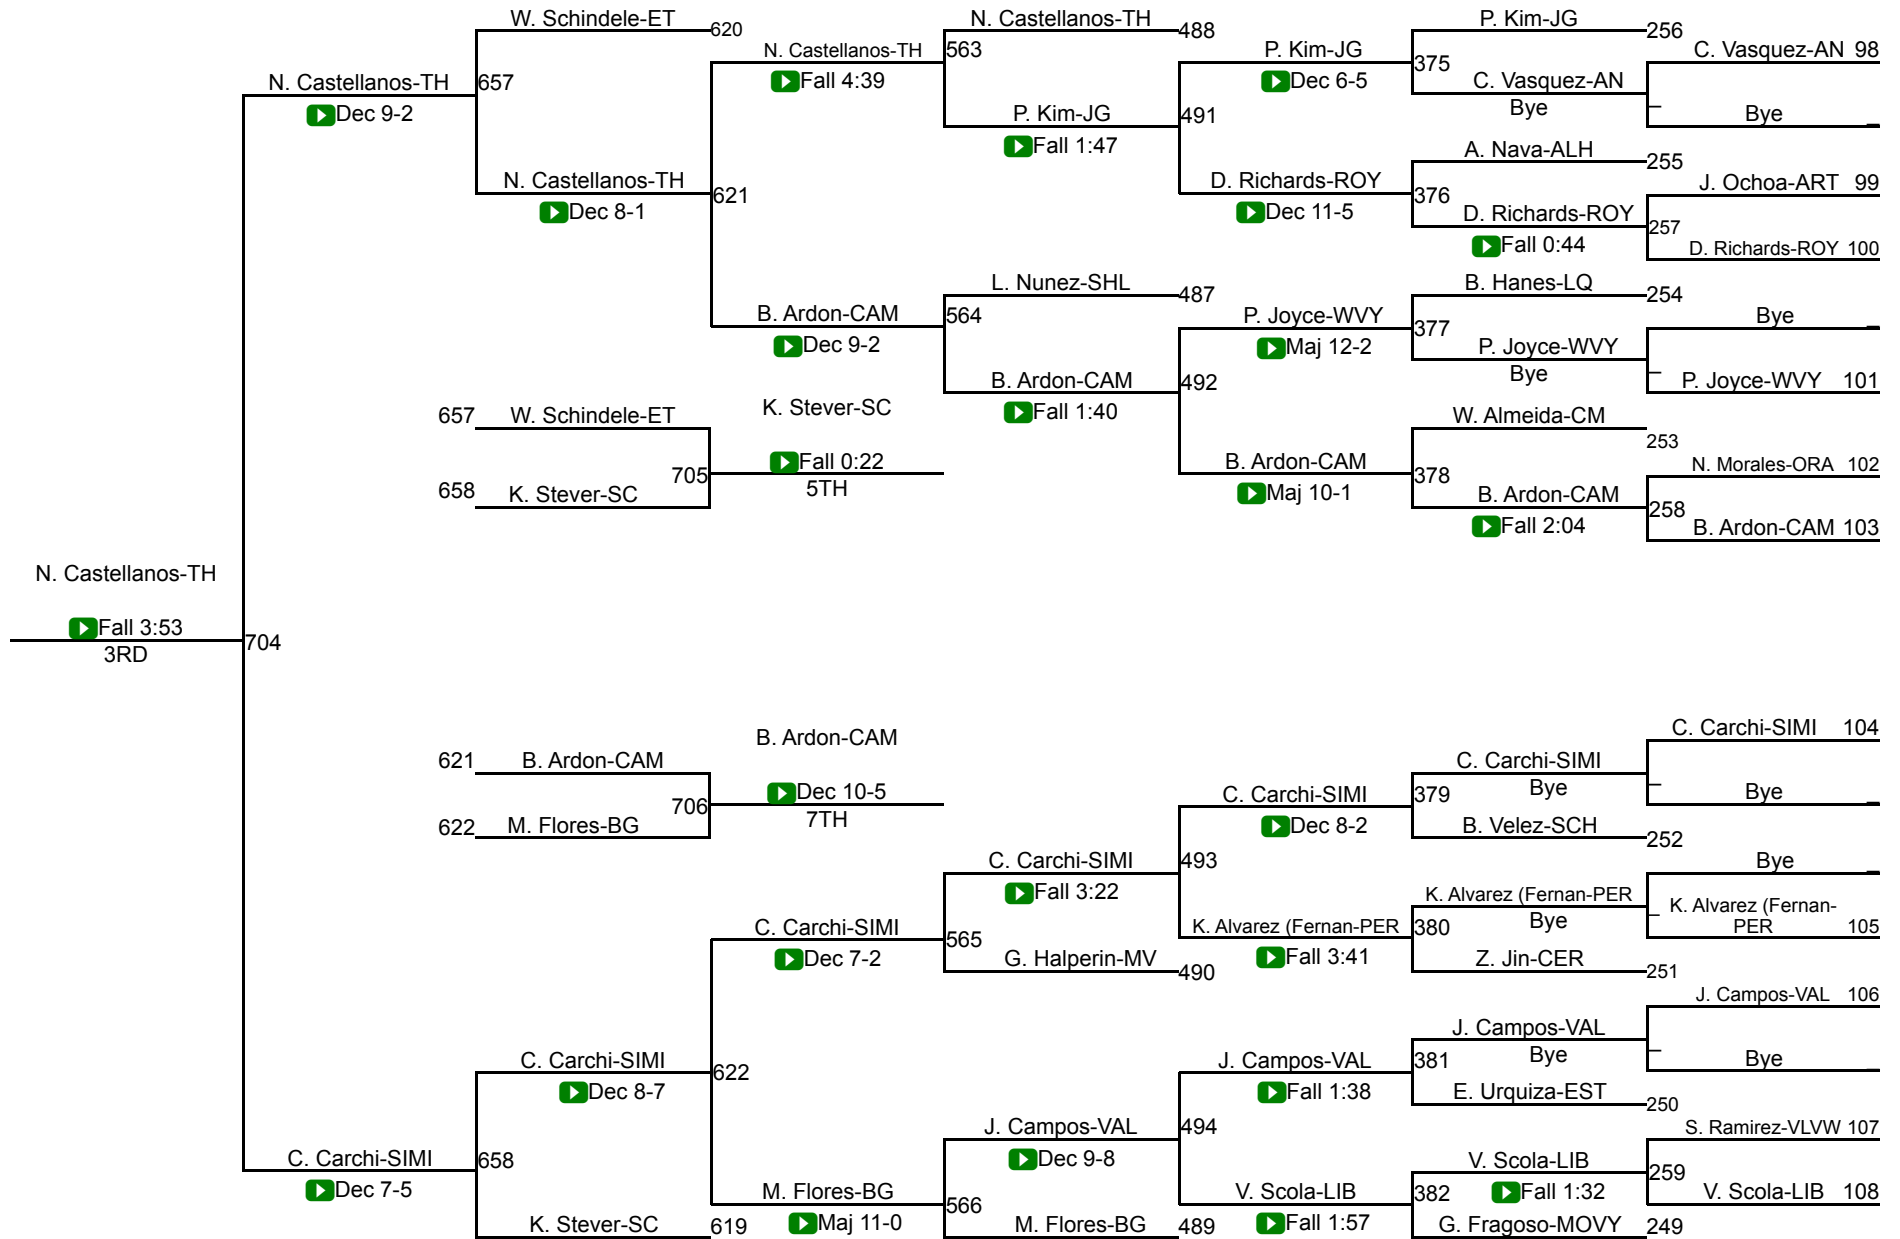 W. Schindele-ET
620
N. Castellanos-TH
488
P. Kim-JG
256
N. Castellanos-TH
563
P. Kim-JG
375
C. Vasquez-AN 98
N. Castellanos-TH
657
Fall 4:39
Dec 6-5
C. Vasquez-AN
Bye
Dec 9-2
P. Kim-JG
491
Bye
_
Fall 1:47
A. Nava-ALH
255
N. Castellanos-TH
621
D. Richards-ROY
376
J. Ochoa-ART 99
Dec 8-1
Dec 11-5
D. Richards-ROY
257
Fall 0:44
D. Richards-ROY 100
L. Nunez-SHL
487
B. Hanes-LQ
254
B. Ardon-CAM
564
P. Joyce-WVY
377
Bye
_
Dec 9-2
Maj 12-2
P. Joyce-WVY
Bye
B. Ardon-CAM
492
P. Joyce-WVY 101
K. Stever-SC
Fall 1:40
657
W. Schindele-ET
W. Almeida-CM
253
Fall 0:22
B. Ardon-CAM
378
N. Morales-ORA 102
705
5TH
658
K. Stever-SC
Maj 10-1
B. Ardon-CAM
258
Fall 2:04
B. Ardon-CAM 103
N. Castellanos-TH
Fall 3:53
704
3RD
B. Ardon-CAM
C. Carchi-SIMI 104
621
B. Ardon-CAM
C. Carchi-SIMI
Bye
Dec 10-5
C. Carchi-SIMI
379
Bye
_
706
7TH
622
M. Flores-BG
Dec 8-2
B. Velez-SCH
252
C. Carchi-SIMI
493
Bye
_
Fall 3:22
K. Alvarez (Fernan-PER
Bye
K. Alvarez (Fernan-
PER 105
C. Carchi-SIMI
565
K. Alvarez (Fernan-PER
380
Dec 7-2
G. Halperin-MV
490
Fall 3:41
Z. Jin-CER
251
J. Campos-VAL 106
J. Campos-VAL
Bye
C. Carchi-SIMI
622
J. Campos-VAL
381
Bye
_
Dec 8-7
Fall 1:38
E. Urquiza-EST
250
J. Campos-VAL
494
S. Ramirez-VLVW 107
C. Carchi-SIMI
658
Dec 9-8
V. Scola-LIB
259
Dec 7-5
M. Flores-BG
566
V. Scola-LIB
382
Fall 1:32
V. Scola-LIB 108
K. Stever-SC
619
Maj 11-0
M. Flores-BG
489
Fall 1:57
G. Fragoso-MOVY
249